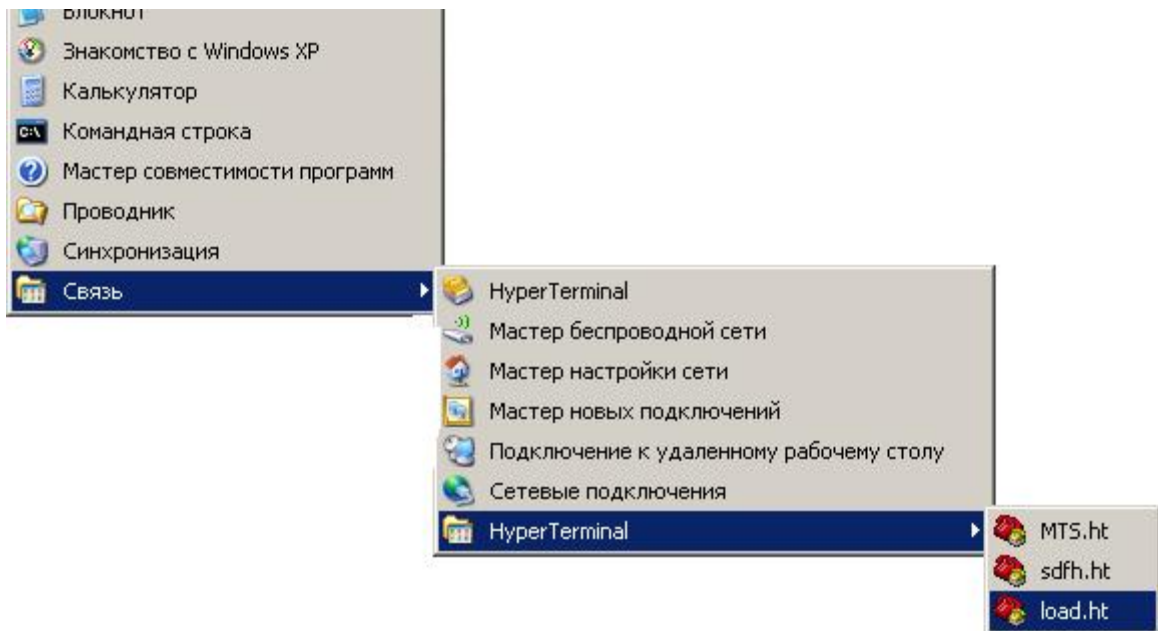 Блокнот
Знакомство с Windows XP
Калькулятор
Командная строка
Мастер совместимости программ
Проводник
Синхронизация
Связь
HyperTerminal
Мастер беспроводной сети
Мастер настройки сети
Мастер новых подключений
Подключение к удаленному рабочему столу
Сетевые подключения
HyperTerminal
MTS.ht
sdfh.ht
load.ht